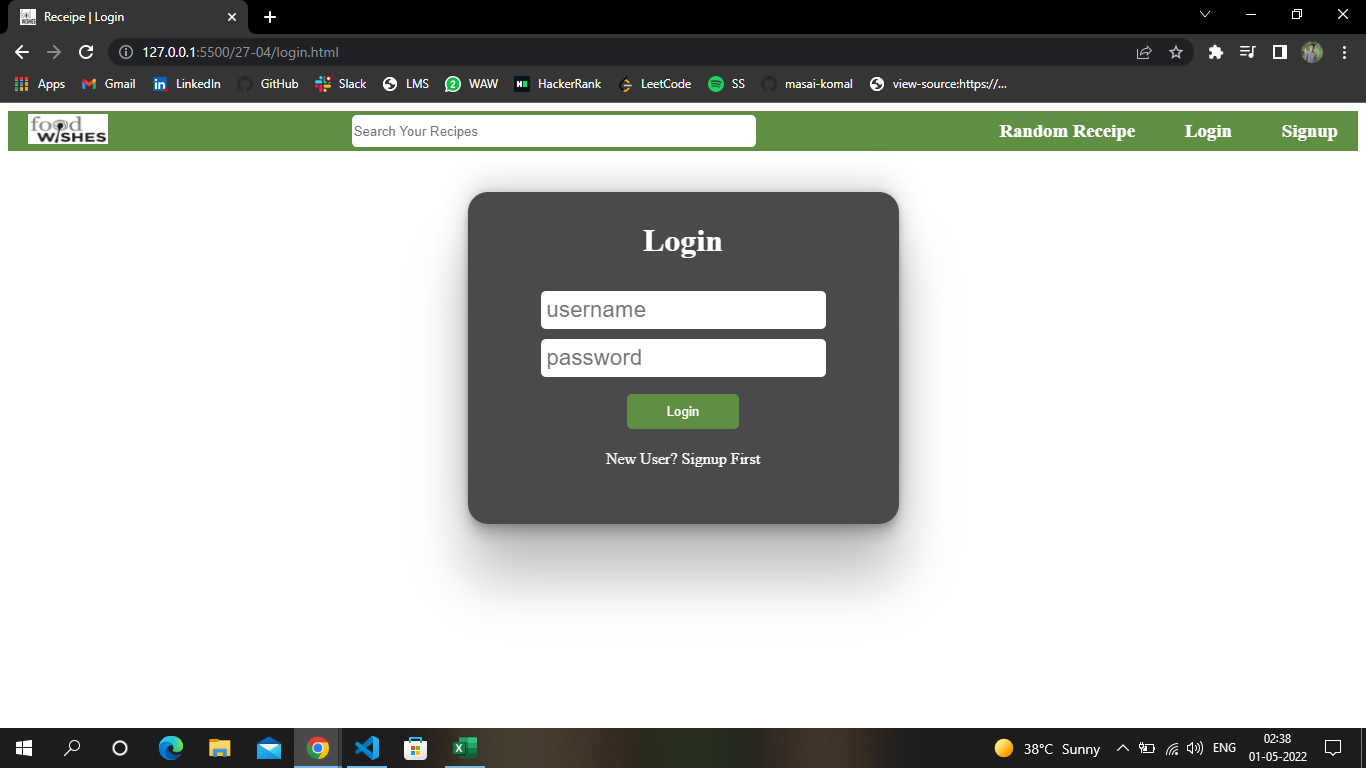 Receipe | Login
127.0.0.1:5500/27-04/login.html
Apps Gmail LinkedIn GitHub Slack LMS 2 WAW HackerRank LeetCode SS masai-komal view-source:https://...
food
WISHES
Search Your Recipes
Random Receipe Login Signup
Login
username
password
Login
New User? Signup First
38°C Sunny
ENG
02:38
01-05-2022